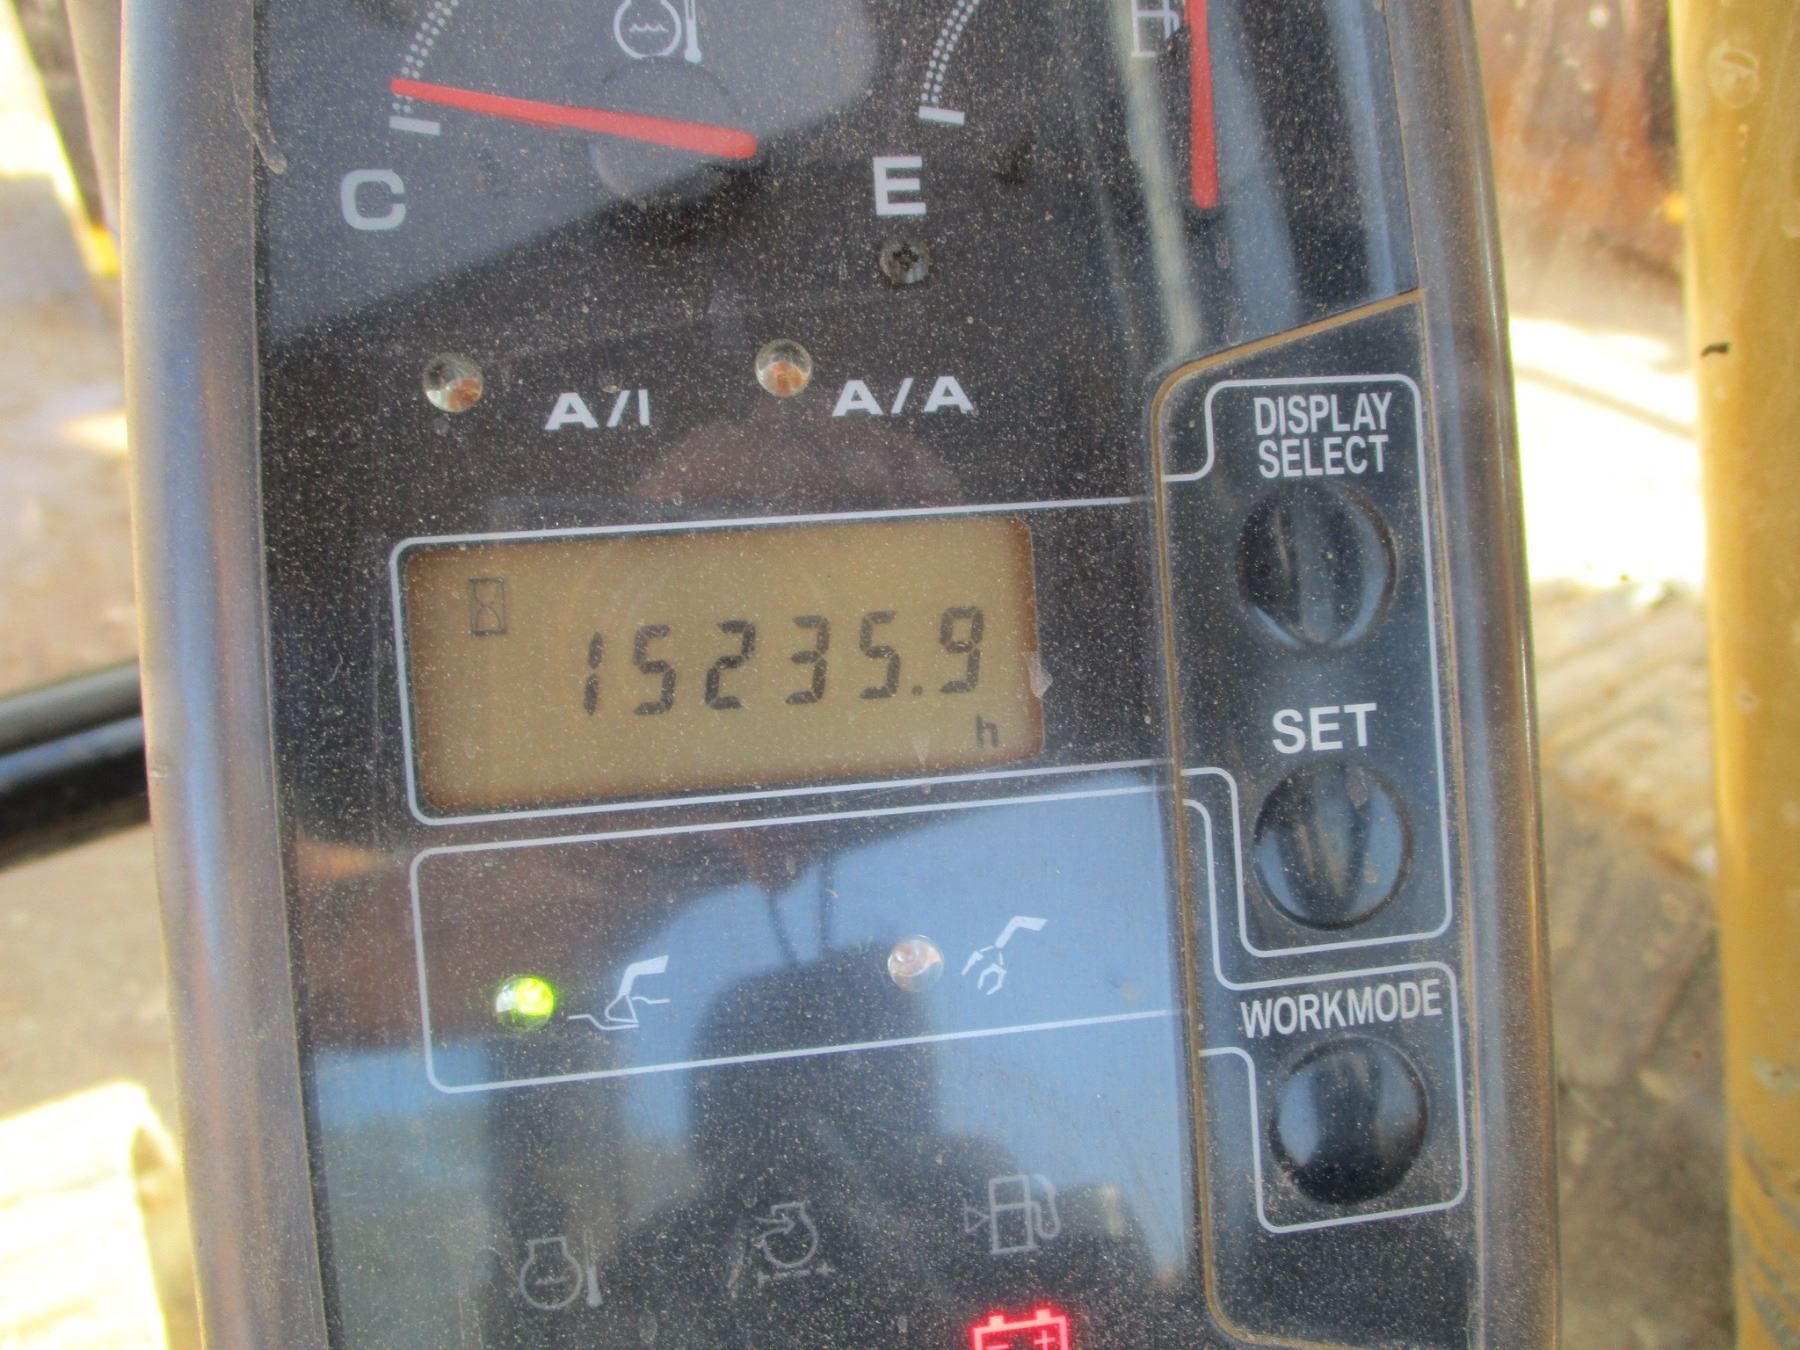 C
E
A/I
A/A
DISPLAY
SELECT
15235.9
h
SET
WORKMODE